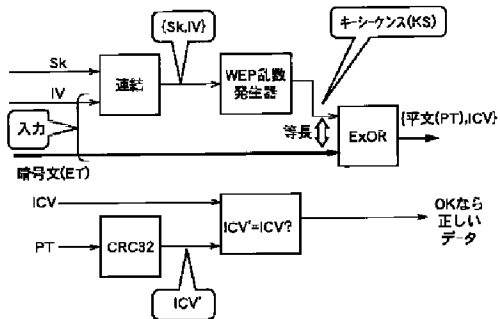 {Sk,IV}
キーシーケンス(KS)
Sk
IV
連結
WEP乱数
発生器
入力
等長
ExOR
{平文(PT),ICV}
暗号文(ET)
ICV
PT
CRC32
ICV'=ICV?
ICV'
OKなら
正しい
データ